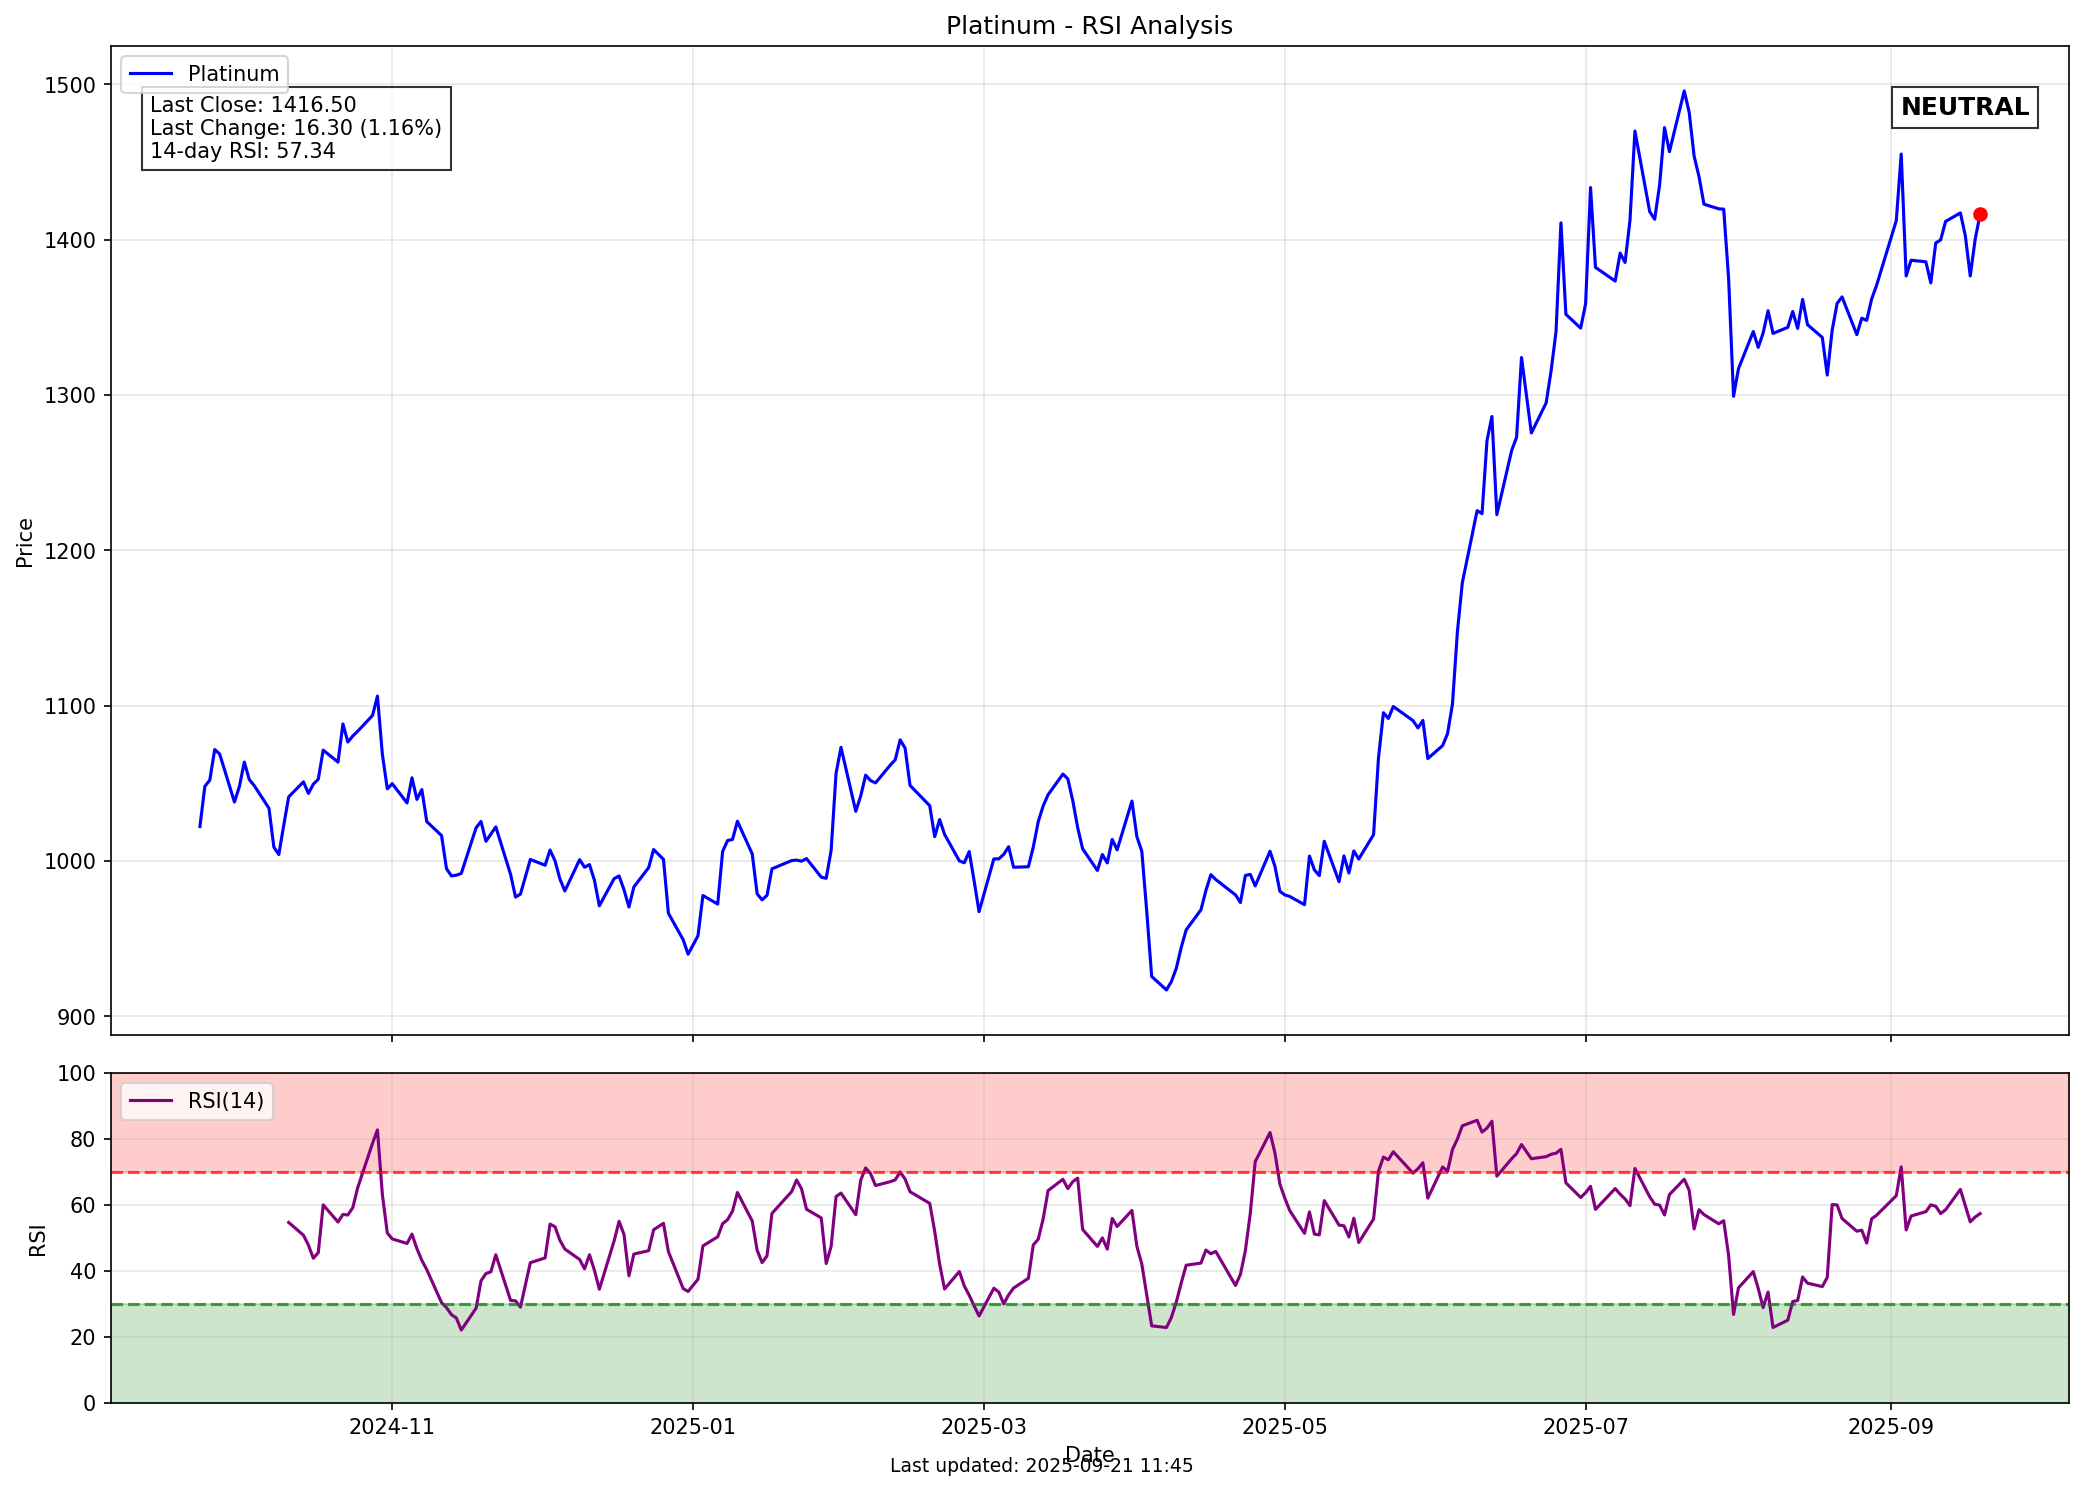 Platinum - RSI Analysis
Platinum
Last Close: 1416.50
Last Change: 16.30 (1.16%)
14-day RSI: 57.34
NEUTRAL
1500
1400
1300
1200
1100
1000
900
Price
RSI(14)
100
80
60
40
20
0
RSI
2024-11
2025-01
2025-03
2025-05
2025-07
2025-09
Date
Last updated: 2025-09-21 11:45